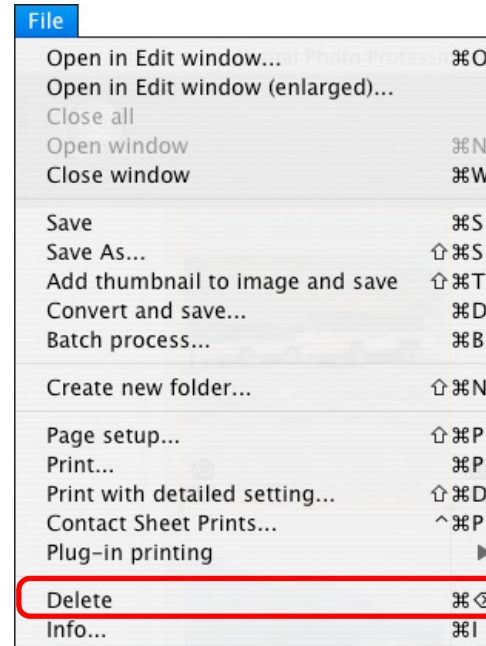 File
Open in Edit window... ⌘O
Open in Edit window (enlarged)...
Close all
Open window ⌘N
Close window ⌘W
Save ⌘S
Save As... ⇧⌘S
Add thumbnail to image and save ⇧⌘T
Convert and save... ⌘D
Batch process... ⌘B
Create new folder... ⇧⌘N
Page setup... ⇧⌘P
Print... ⌘P
Print with detailed setting... ⇧⌘D
Contact Sheet Prints... ^⌘P
Plug-in printing ▶
Delete ⌘⌫
Info... ⌘I